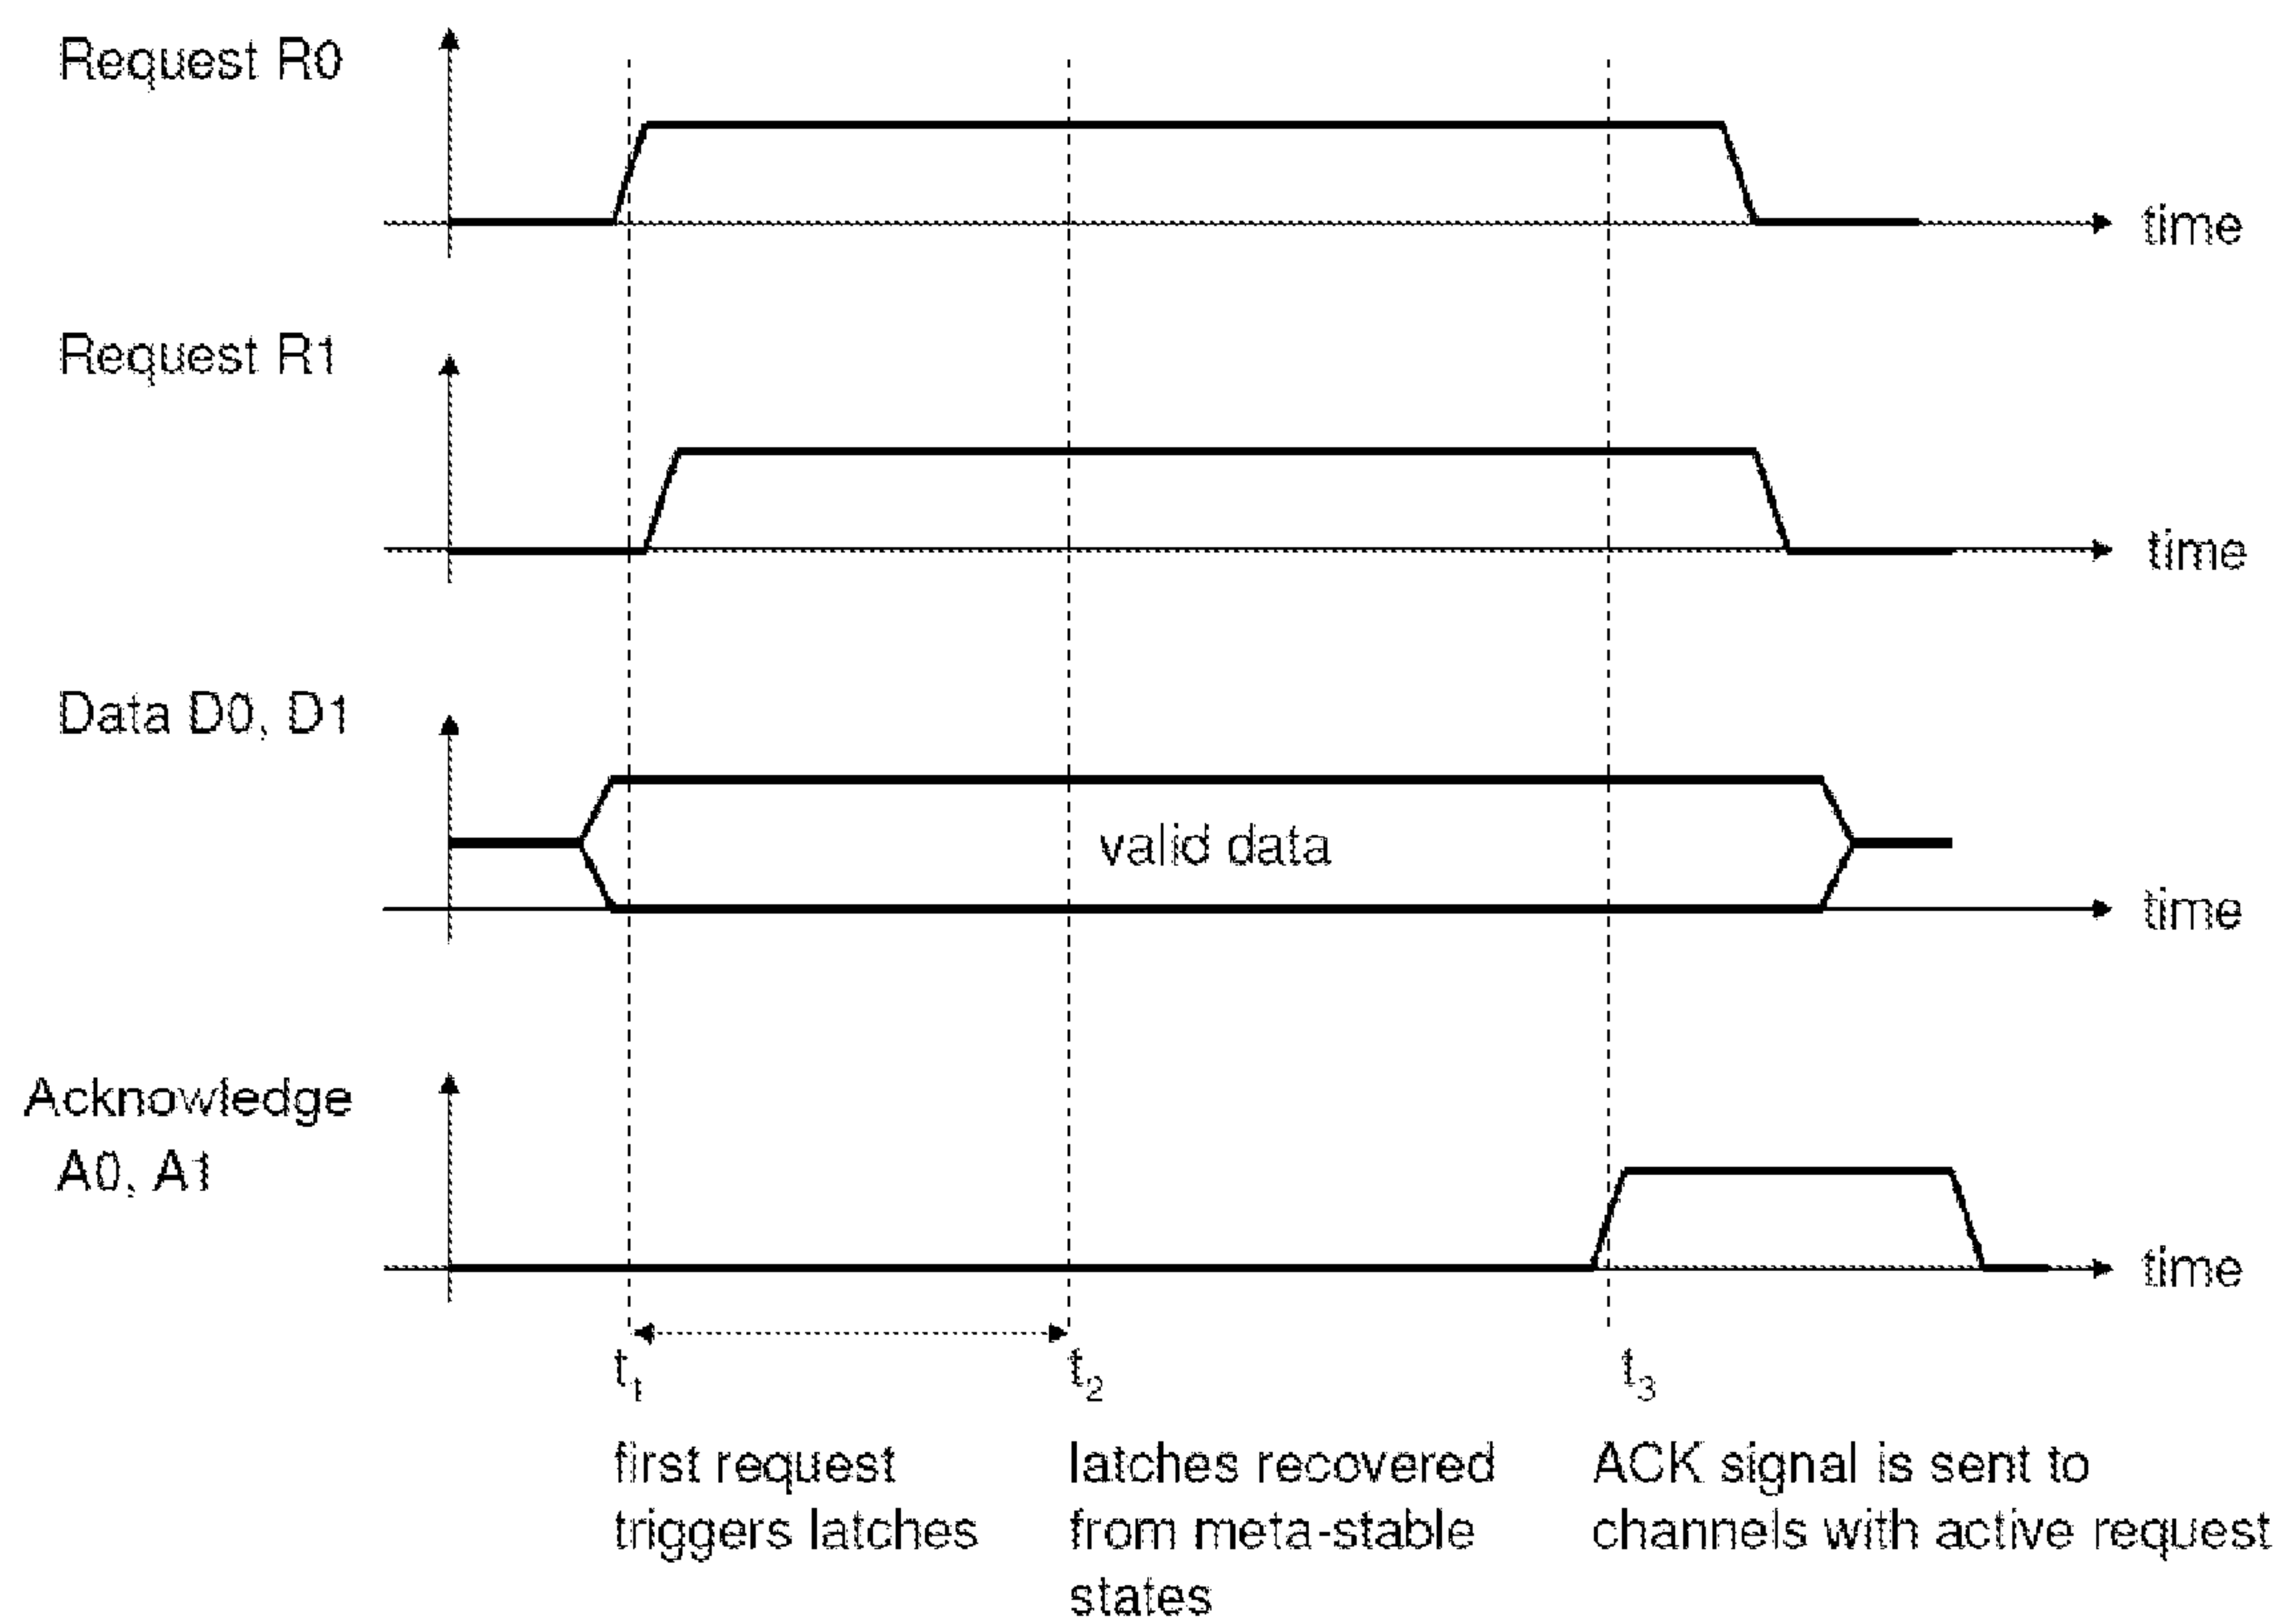 Request R0
time
Request R1
time
Data D0, D1
valid data
time
Acknowledge
A0, A1
time
t1
t2
t3
first request
triggers latches
latches recovered
from meta-stable
states
ACK signal is sent to
channels with active request